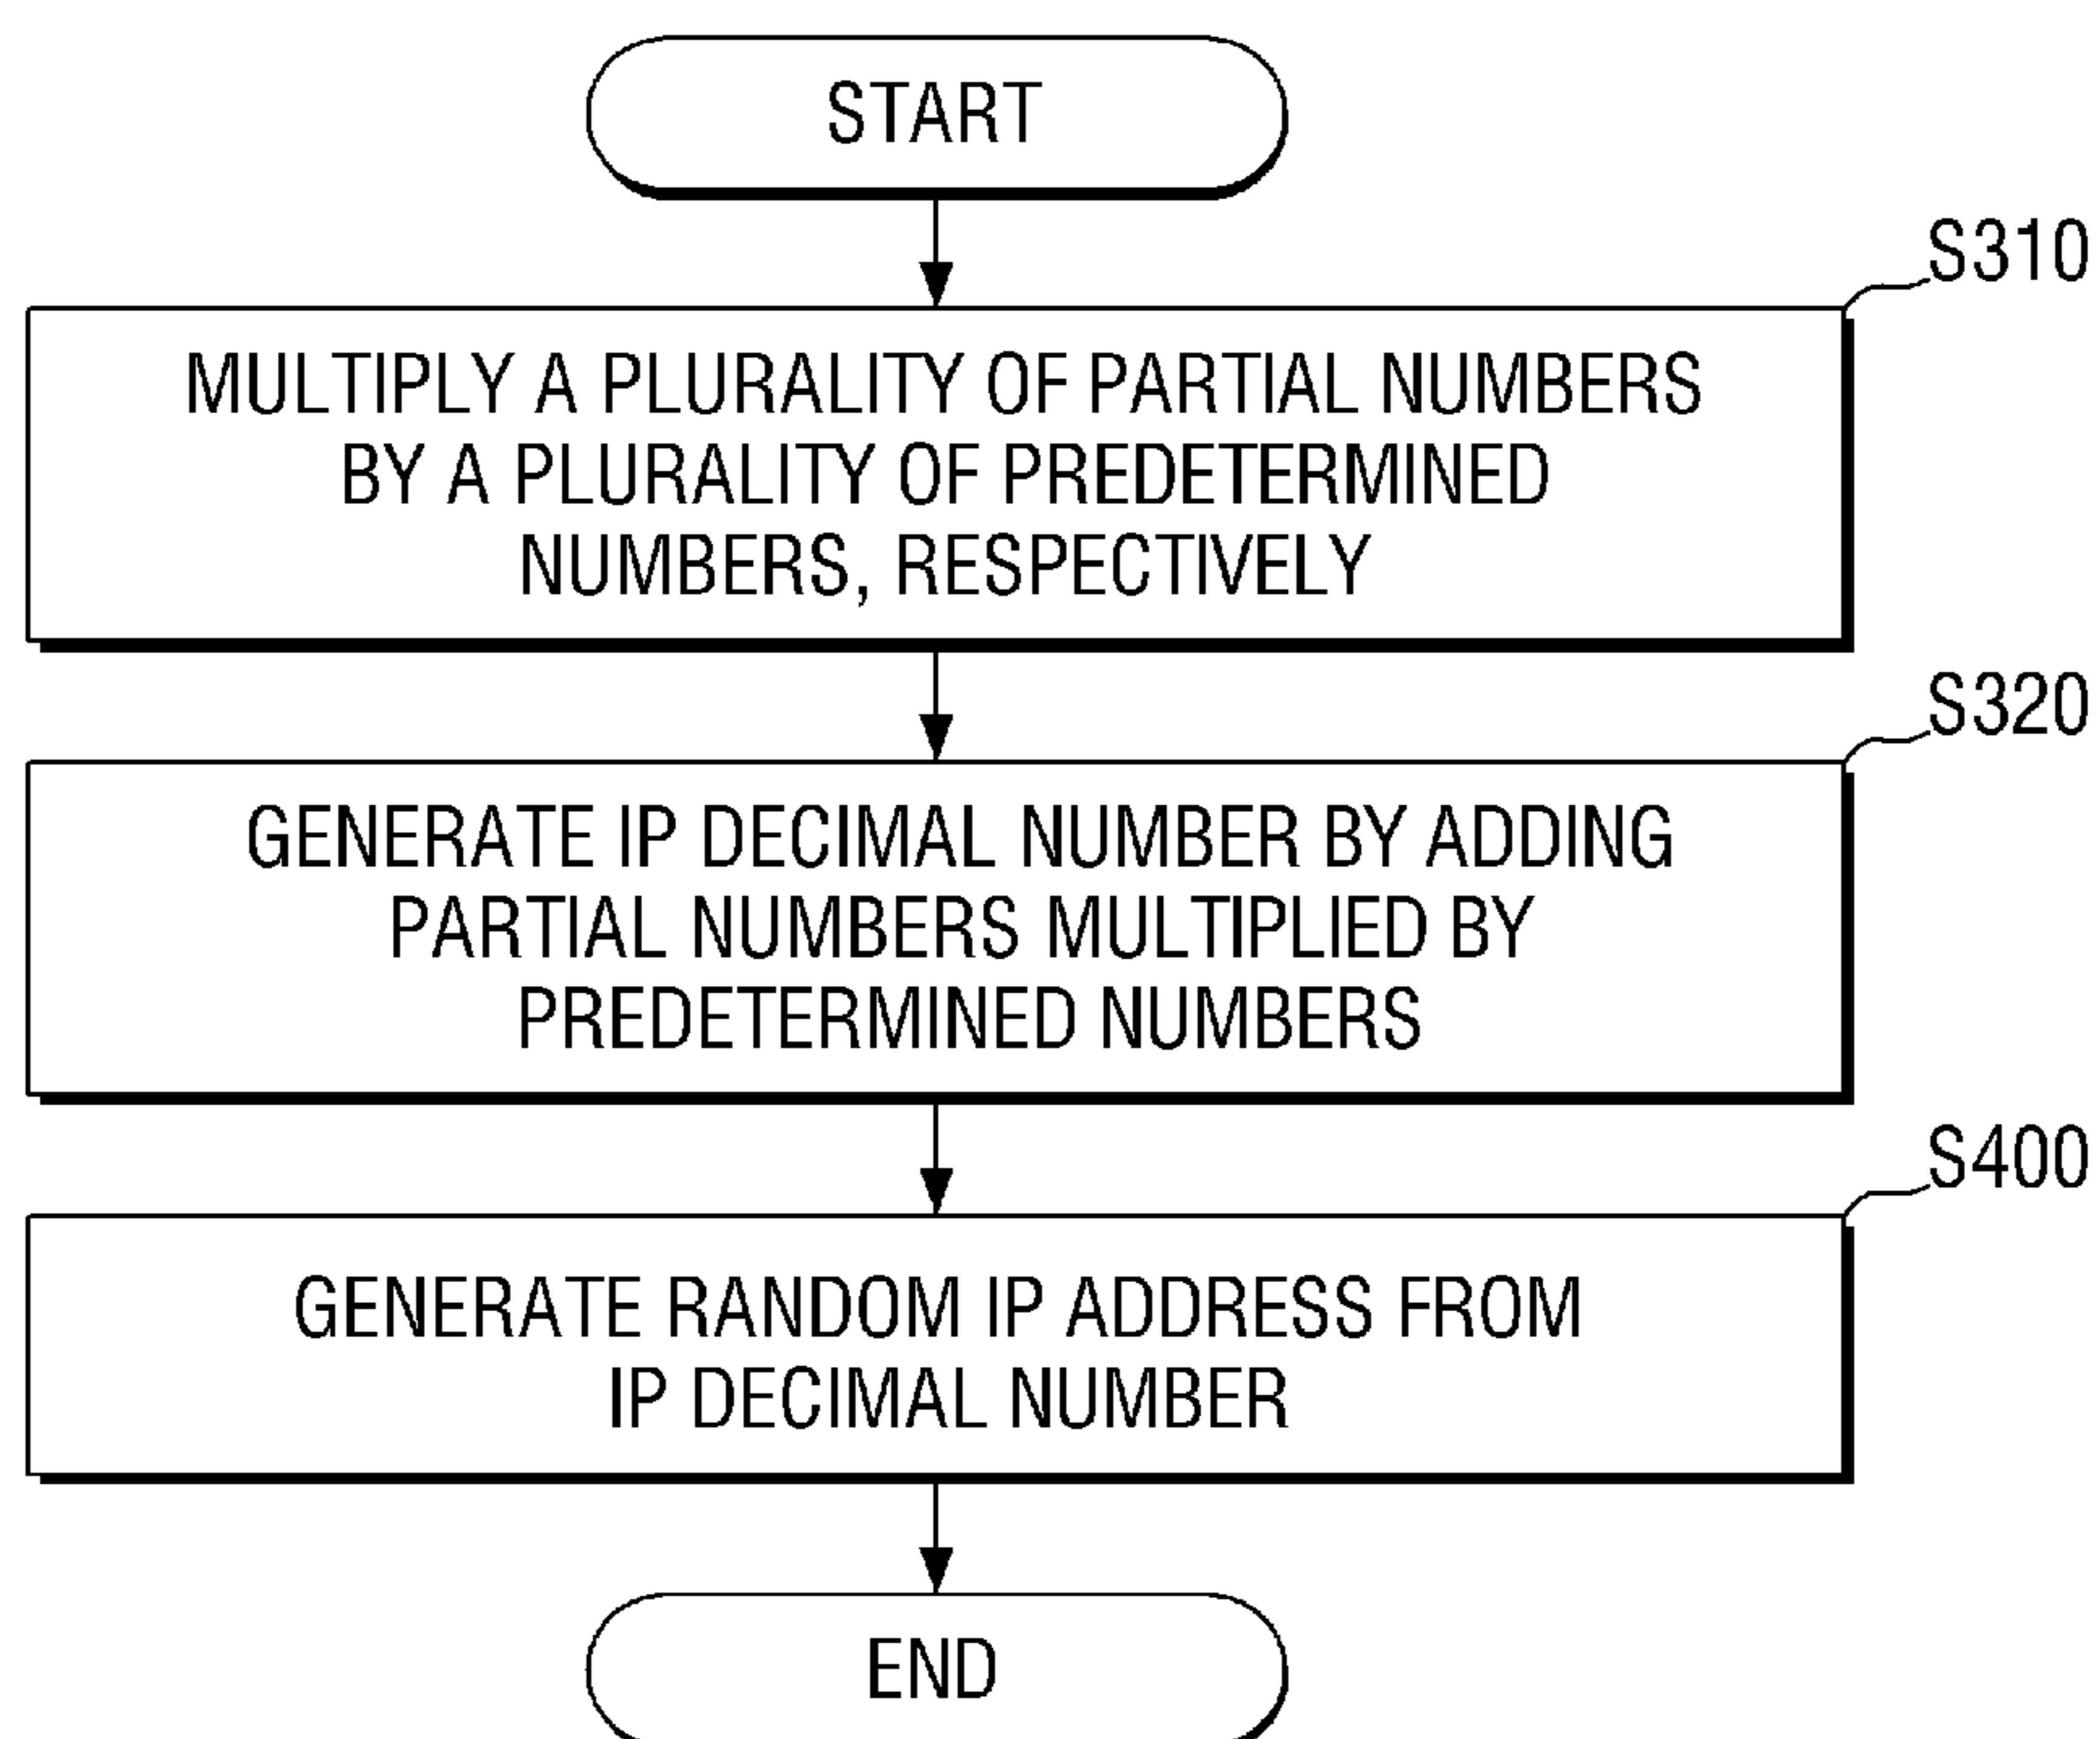 START
S310
MULTIPLY A PLURALITY OF PARTIAL NUMBERS
BY A PLURALITY OF PREDETERMINED
NUMBERS, RESPECTIVELY
S320
GENERATE IP DECIMAL NUMBER BY ADDING
PARTIAL NUMBERS MULTIPLIED BY
PREDETERMINED NUMBERS
S400
GENERATE RANDOM IP ADDRESS FROM
IP DECIMAL NUMBER
END